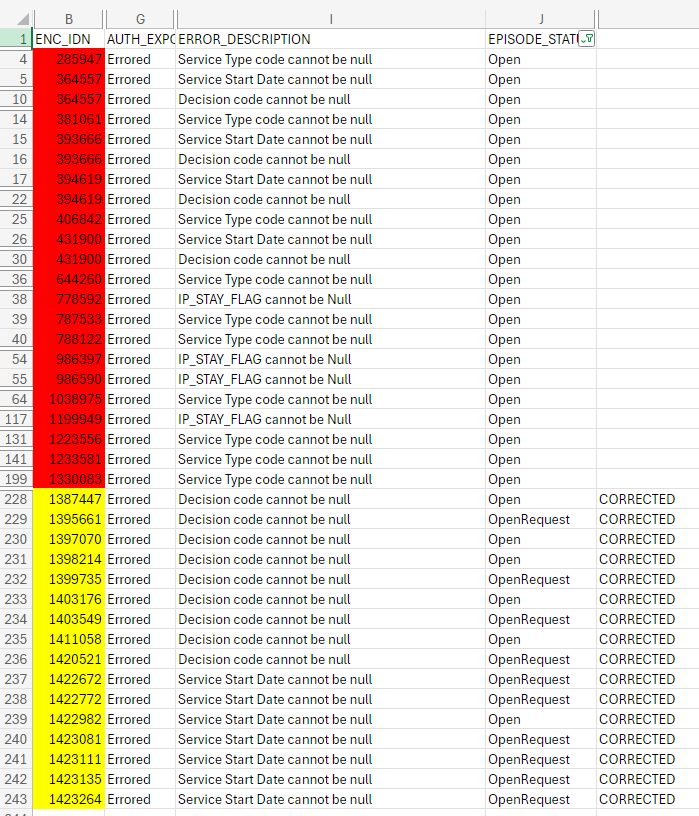 B G I J
1 ENC_IDN AUTH_EXPO ERROR_DESCRIPTION EPISODE_STATU
4 285947 Errored Service Type code cannot be null Open
5 364557 Errored Service Start Date cannot be null Open
10 364557 Errored Decision code cannot be null Open
14 381061 Errored Service Type code cannot be null Open
15 393666 Errored Service Start Date cannot be null Open
16 393666 Errored Decision code cannot be null Open
17 394619 Errored Service Start Date cannot be null Open
22 394619 Errored Decision code cannot be null Open
25 406842 Errored Service Type code cannot be null Open
26 431900 Errored Service Start Date cannot be null Open
30 431900 Errored Decision code cannot be null Open
36 644260 Errored Service Type code cannot be null Open
38 778592 Errored IP_STAY_FLAG cannot be Null Open
39 787533 Errored Service Type code cannot be null Open
40 788122 Errored Service Type code cannot be null Open
54 986397 Errored IP_STAY_FLAG cannot be Null Open
55 986590 Errored IP_STAY_FLAG cannot be Null Open
64 1038975 Errored Service Type code cannot be null Open
117 1199949 Errored IP_STAY_FLAG cannot be Null Open
131 1223556 Errored Service Type code cannot be null Open
141 1233581 Errored Service Type code cannot be null Open
199 1330083 Errored Service Type code cannot be null Open
228 1387447 Errored Decision code cannot be null Open CORRECTED
229 1395661 Errored Decision code cannot be null OpenRequest CORRECTED
230 1397070 Errored Decision code cannot be null Open CORRECTED
231 1398214 Errored Decision code cannot be null Open CORRECTED
232 1399735 Errored Decision code cannot be null OpenRequest CORRECTED
233 1403176 Errored Decision code cannot be null Open CORRECTED
234 1403549 Errored Decision code cannot be null OpenRequest CORRECTED
235 1411058 Errored Decision code cannot be null Open CORRECTED
236 1420521 Errored Decision code cannot be null OpenRequest CORRECTED
237 1422672 Errored Service Start Date cannot be null OpenRequest CORRECTED
238 1422772 Errored Service Start Date cannot be null OpenRequest CORRECTED
239 1422982 Errored Service Start Date cannot be null Open CORRECTED
240 1423081 Errored Service Start Date cannot be null OpenRequest CORRECTED
241 1423111 Errored Service Start Date cannot be null OpenRequest CORRECTED
242 1423135 Errored Service Start Date cannot be null OpenRequest CORRECTED
243 1423264 Errored Service Start Date cannot be null OpenRequest CORRECTED